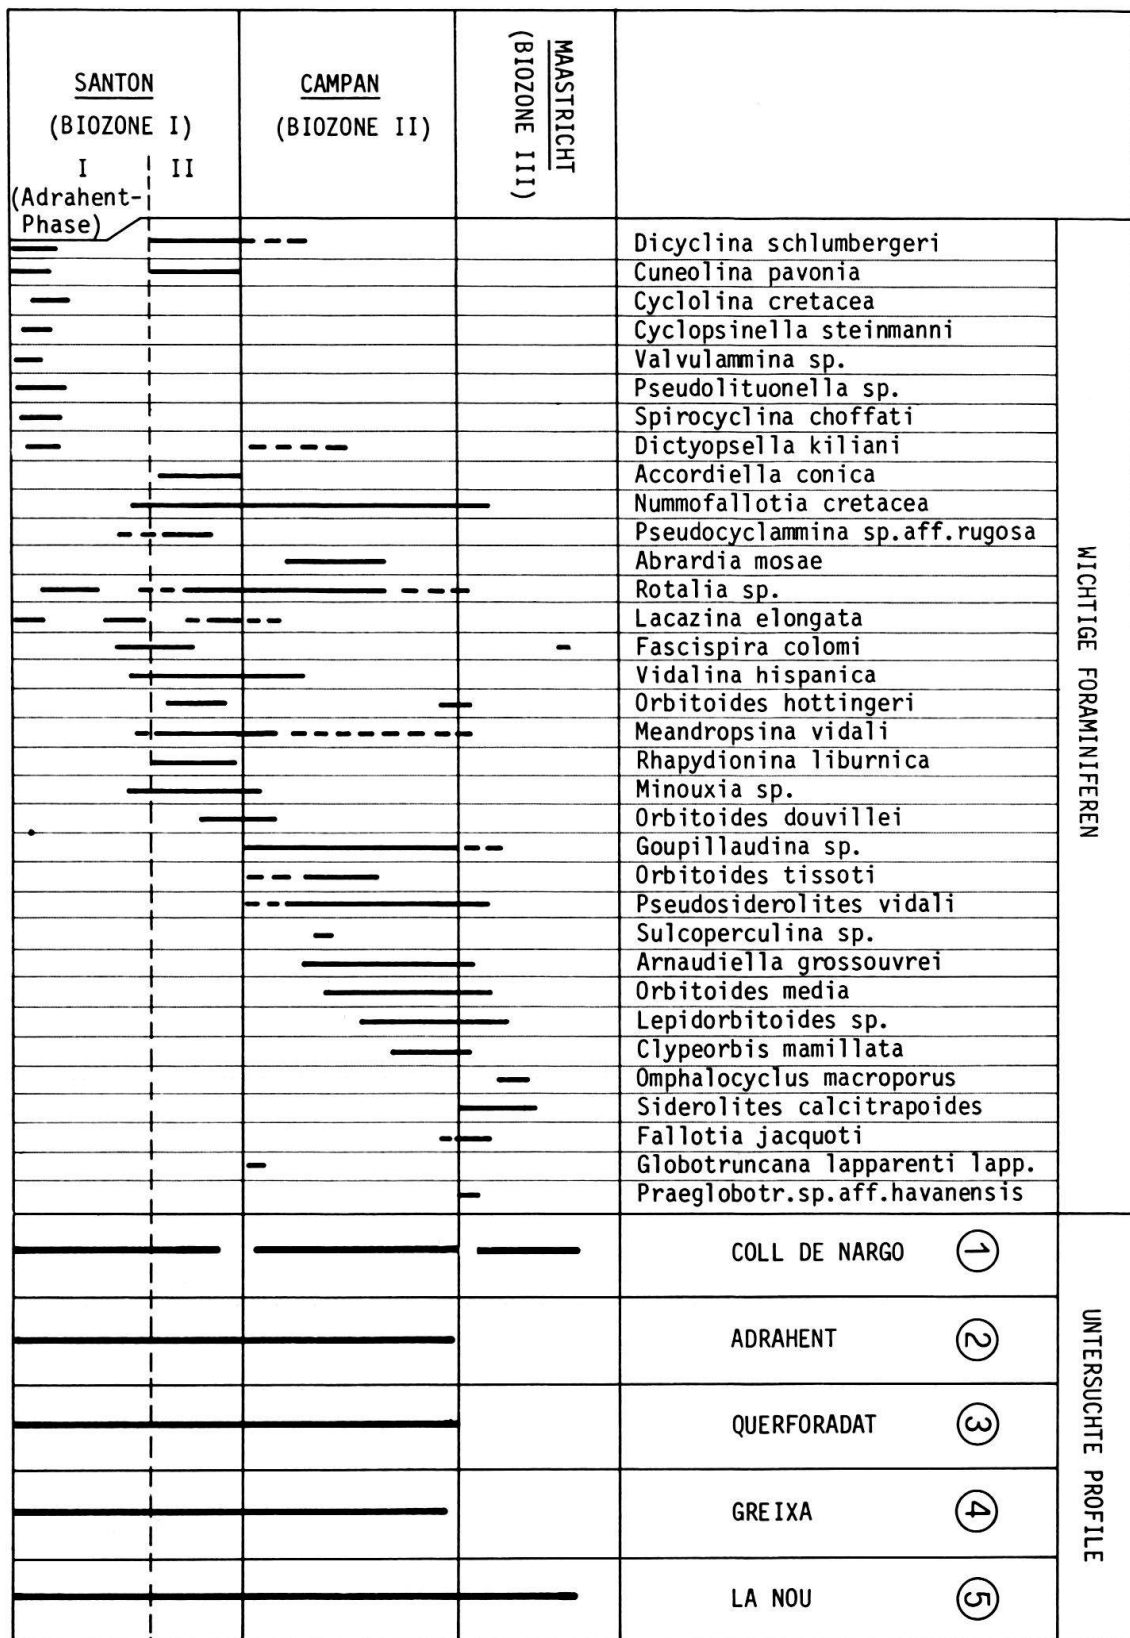 SANTON
(BIOZONE I)
I
II
(Adrahent-
Phase)
CAMPAN
(BIOZONE II)
MAASTRICHT
(BIOZONE III)
Dicyclina schlumbergeri
Cuneolina pavonia
Cyclolina cretacea
Cyclopsinella steinmanni
Valvulammina sp.
Pseudolituonella sp.
Spirocyclina choffati
Dictyopsella kiliani
Accordiella conica
Nummofallotia cretacea
Pseudocyclammina sp.aff.rugosa
Abrardia mosae
Rotalia sp.
Lacazina elongata
Fascispira colomi
Vidalina hispanica
Orbitoides hottingeri
Meandropsina vidali
Rhapydionina liburnica
Minouxia sp.
Orbitoides douvillei
Goupillaudina sp.
Orbitoides tissoti
Pseudosiderolites vidali
Sulcoperculina sp.
Arnaudiella grossouvrei
Orbitoides media
Lepidorbitoides sp.
Clypeorbis mamillata
Omphalocyclus macroporus
Siderolites calcitrapoides
Fallotia jacquoti
Globotruncana lapparenti lapp.
Praeglobotr.sp.aff.havanensis
WICHTIGE FORAMINIFEREN
COLL DE NARGO 1
ADRAHENT 2
QUERFORADAT 3
GREIXA 4
LA NOU 5
UNTERSUCHTE PROFILE